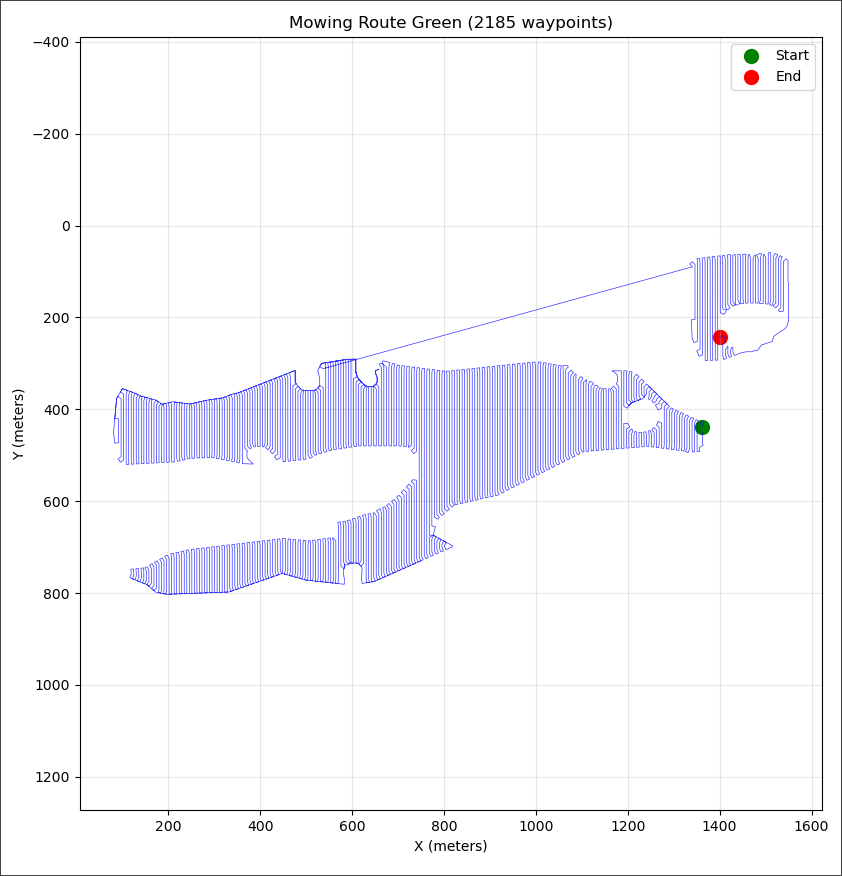 Mowing Route Green (2185 waypoints)
Start
End
−400
−200
0
200
400
600
800
1000
1200
Y (meters)
200 400 600 800 1000 1200 1400 1600
X (meters)